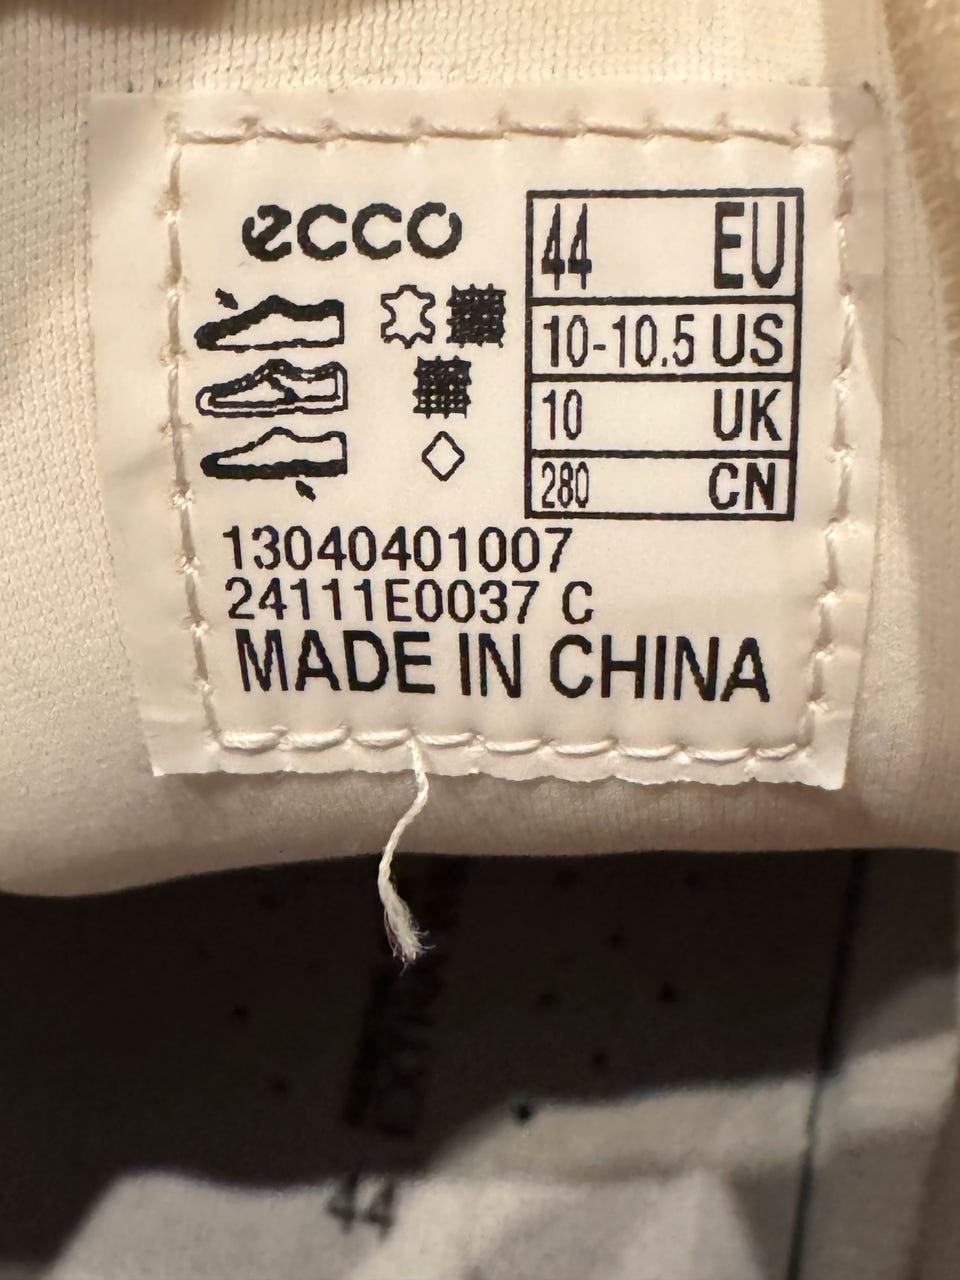 ecco
44 EU
10-10.5 US
10 UK
280 CN
13040401007
24111E0037 C
MADE IN CHINA
44